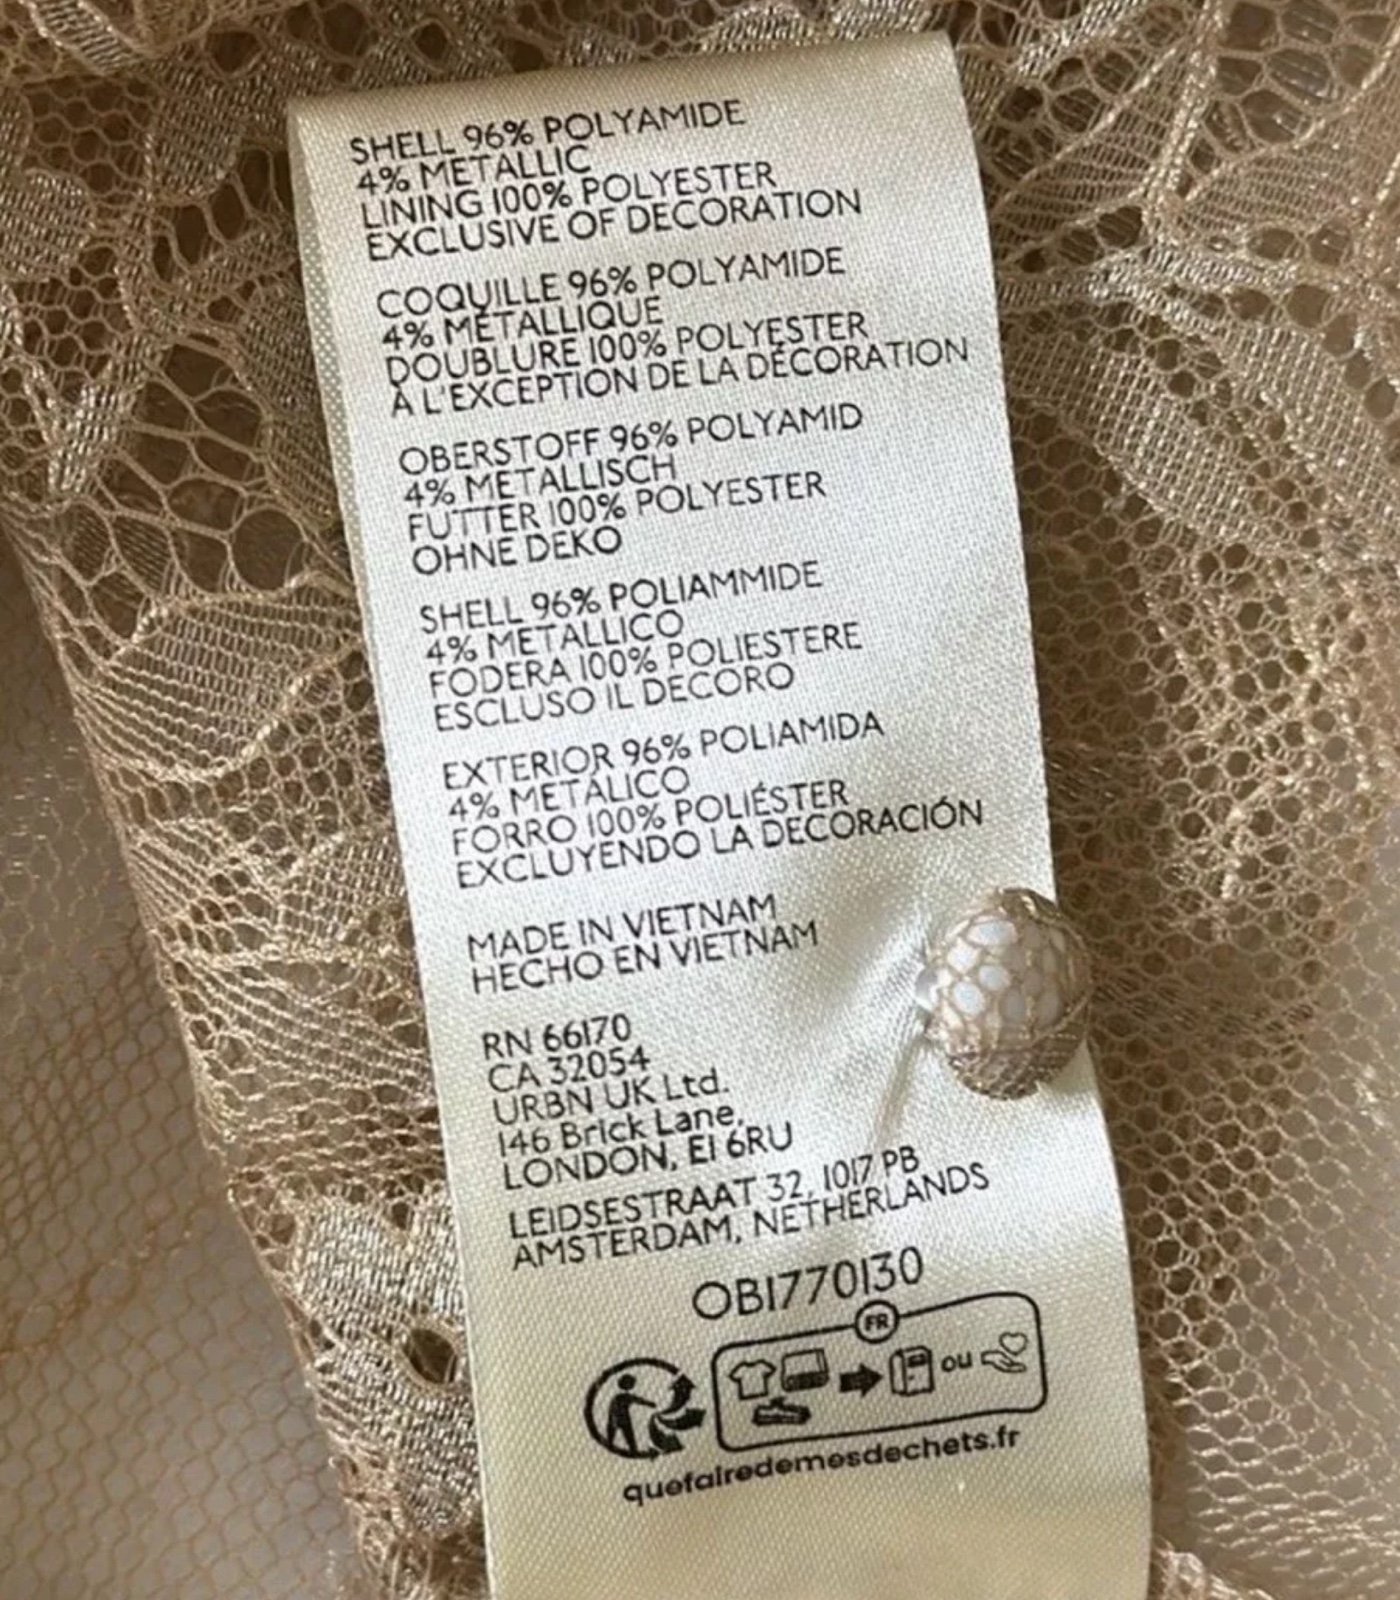 SHELL 96% POLYAMIDE
4% METALLIC
LINING 100% POLYESTER
EXCLUSIVE OF DECORATION
COQUILLE 96% POLYAMIDE
4% MÉTALLIQUE
DOUBLURE 100% POLYESTER
À L'EXCEPTION DE LA DÉCORATION
OBERSTOFF 96% POLYAMID
4% METALLISCH
FUTTER 100% POLYESTER
OHNE DEKO
SHELL 96% POLIAMMIDE
4% METALLICO
FODERA 100% POLIESTERE
ESCLUSO IL DECORO
EXTERIOR 96% POLIAMIDA
4% METÁLICO
FORRO 100% POLIÉSTER
EXCLUYENDO LA DECORACIÓN
MADE IN VIETNAM
HECHO EN VIETNAM
RN 66170
CA 32054
URBN UK Ltd.
146 Brick Lane,
LONDON, E1 6RU
LEIDSESTRAAT 32, 1017 PB
AMSTERDAM, NETHERLANDS
OB1770130
FR
ou
quefairedemesdechets.fr